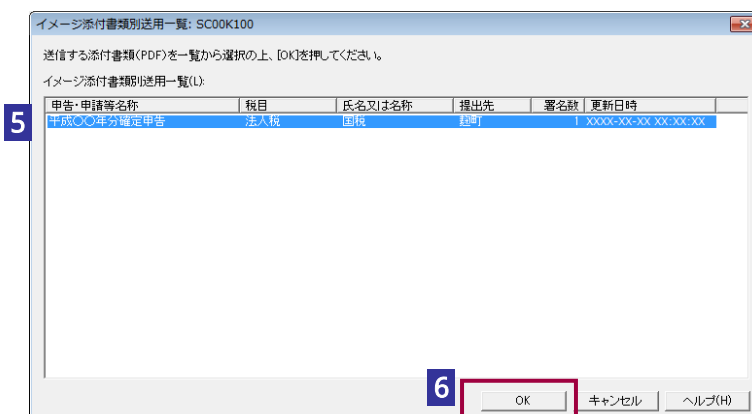 イメージ添付書類別送用一覧: SC00K100
送信する添付書類(PDF)を一覧から選択の上、[OK]を押してください。
イメージ添付書類別送用一覧(L):
申告・申請等名称 税目 氏名又は名称 提出先 署名数 更新日時
5
平成〇〇年分確定申告 法人税 国税 麹町 1 XXXX-XX-XX XX:XX:XX
6
OK キャンセル ヘルプ(H)